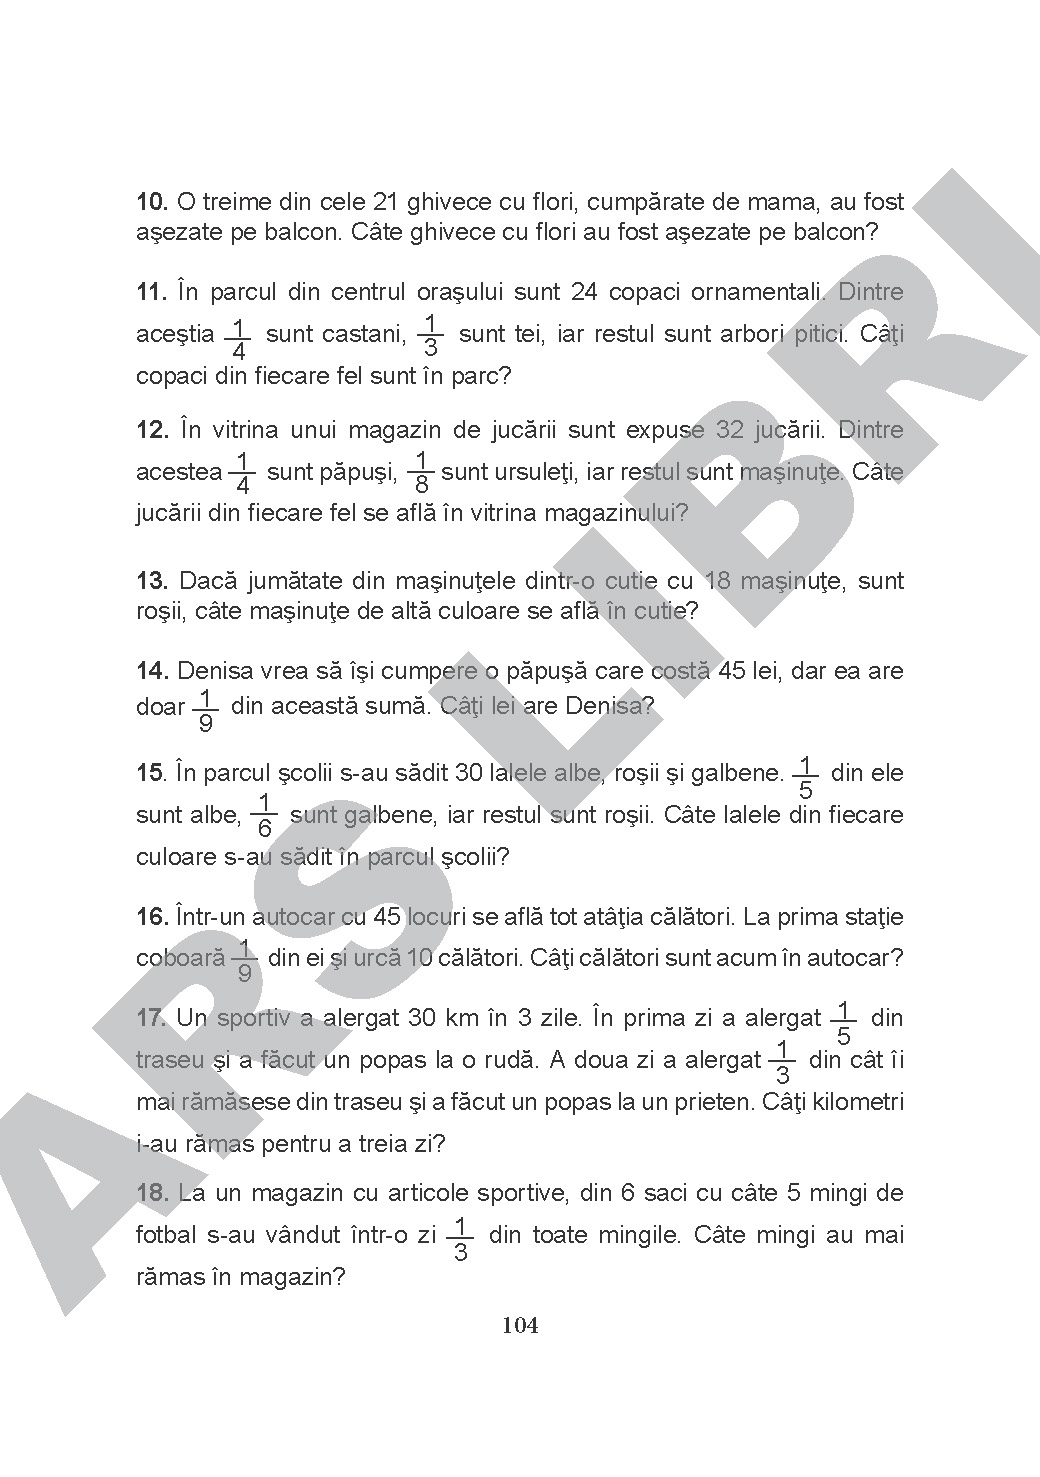 10. O treime din cele 21 ghivece cu flori, cumpărate de mama, au fost
aşezate pe balcon. Câte ghivece cu flori au fost aşezate pe balcon?
11. În parcul din centrul oraşului sunt 24 copaci ornamentali. Dintre
aceştia 1/4 sunt castani, 1/3 sunt tei, iar restul sunt arbori pitici. Câţi
copaci din fiecare fel sunt în parc?
12. În vitrina unui magazin de jucării sunt expuse 32 jucării. Dintre
acestea 1/4 sunt păpuşi, 1/8 sunt ursuleţi, iar restul sunt maşinuţe. Câte
jucării din fiecare fel se află în vitrina magazinului?
13. Dacă jumătate din maşinuţele dintr-o cutie cu 18 maşinuţe, sunt
roşii, câte maşinuţe de altă culoare se află în cutie?
14. Denisa vrea să îşi cumpere o păpuşă care costă 45 lei, dar ea are
doar 1/9 din această sumă. Câţi lei are Denisa?
15. În parcul şcolii s-au sădit 30 lalele albe, roşii şi galbene. 1/5 din ele
sunt albe, 1/6 sunt galbene, iar restul sunt roşii. Câte lalele din fiecare
culoare s-au sădit în parcul şcolii?
16. Într-un autocar cu 45 locuri se află tot atâţia călători. La prima staţie
coboară 1/9 din ei şi urcă 10 călători. Câţi călători sunt acum în autocar?
17. Un sportiv a alergat 30 km în 3 zile. În prima zi a alergat 1/5 din
traseu şi a făcut un popas la o rudă. A doua zi a alergat 1/3 din cât îi
mai rămăsese din traseu şi a făcut un popas la un prieten. Câţi kilometri
i-au rămas pentru a treia zi?
18. La un magazin cu articole sportive, din 6 saci cu câte 5 mingi de
fotbal s-au vândut într-o zi 1/3 din toate mingile. Câte mingi au mai
rămas în magazin?
104
ARS LIBRI